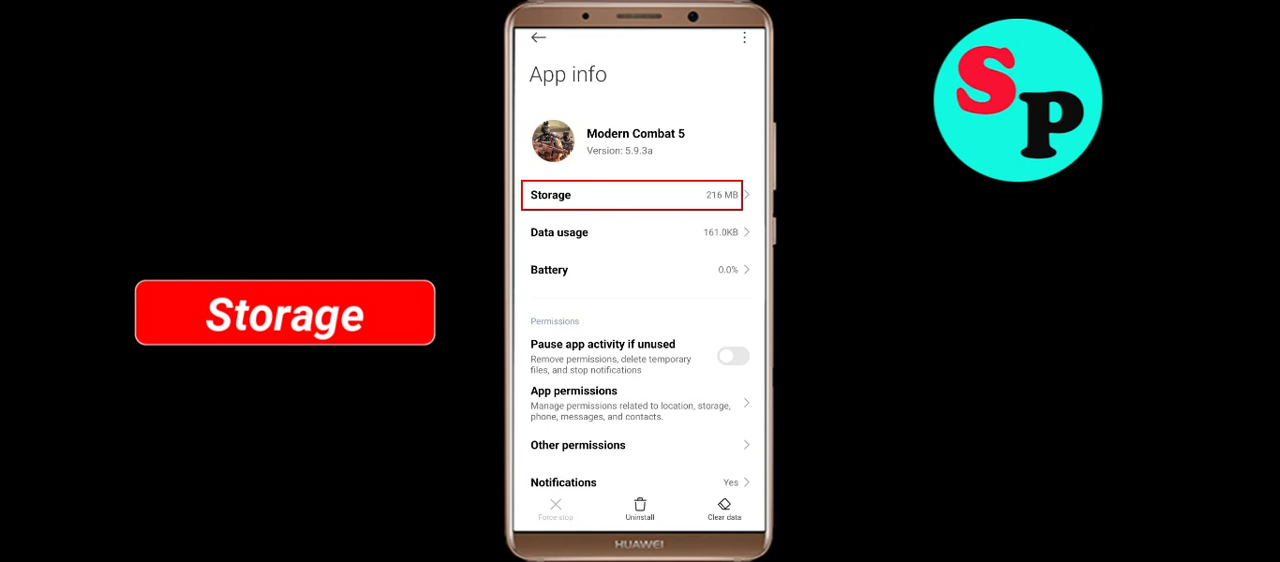 App info
Modern Combat 5
Version: 5.9.3a
Storage 216 MB
Data usage 161.0KB
Battery 0.0%
Permissions
Pause app activity if unused
Remove permissions, delete temporary
files, and stop notifications
App permissions
Manage permissions related to location, storage,
phone, messages, and contacts.
Other permissions
Notifications Yes
Force stop Uninstall Clear data
HUAWEI
Storage
SP